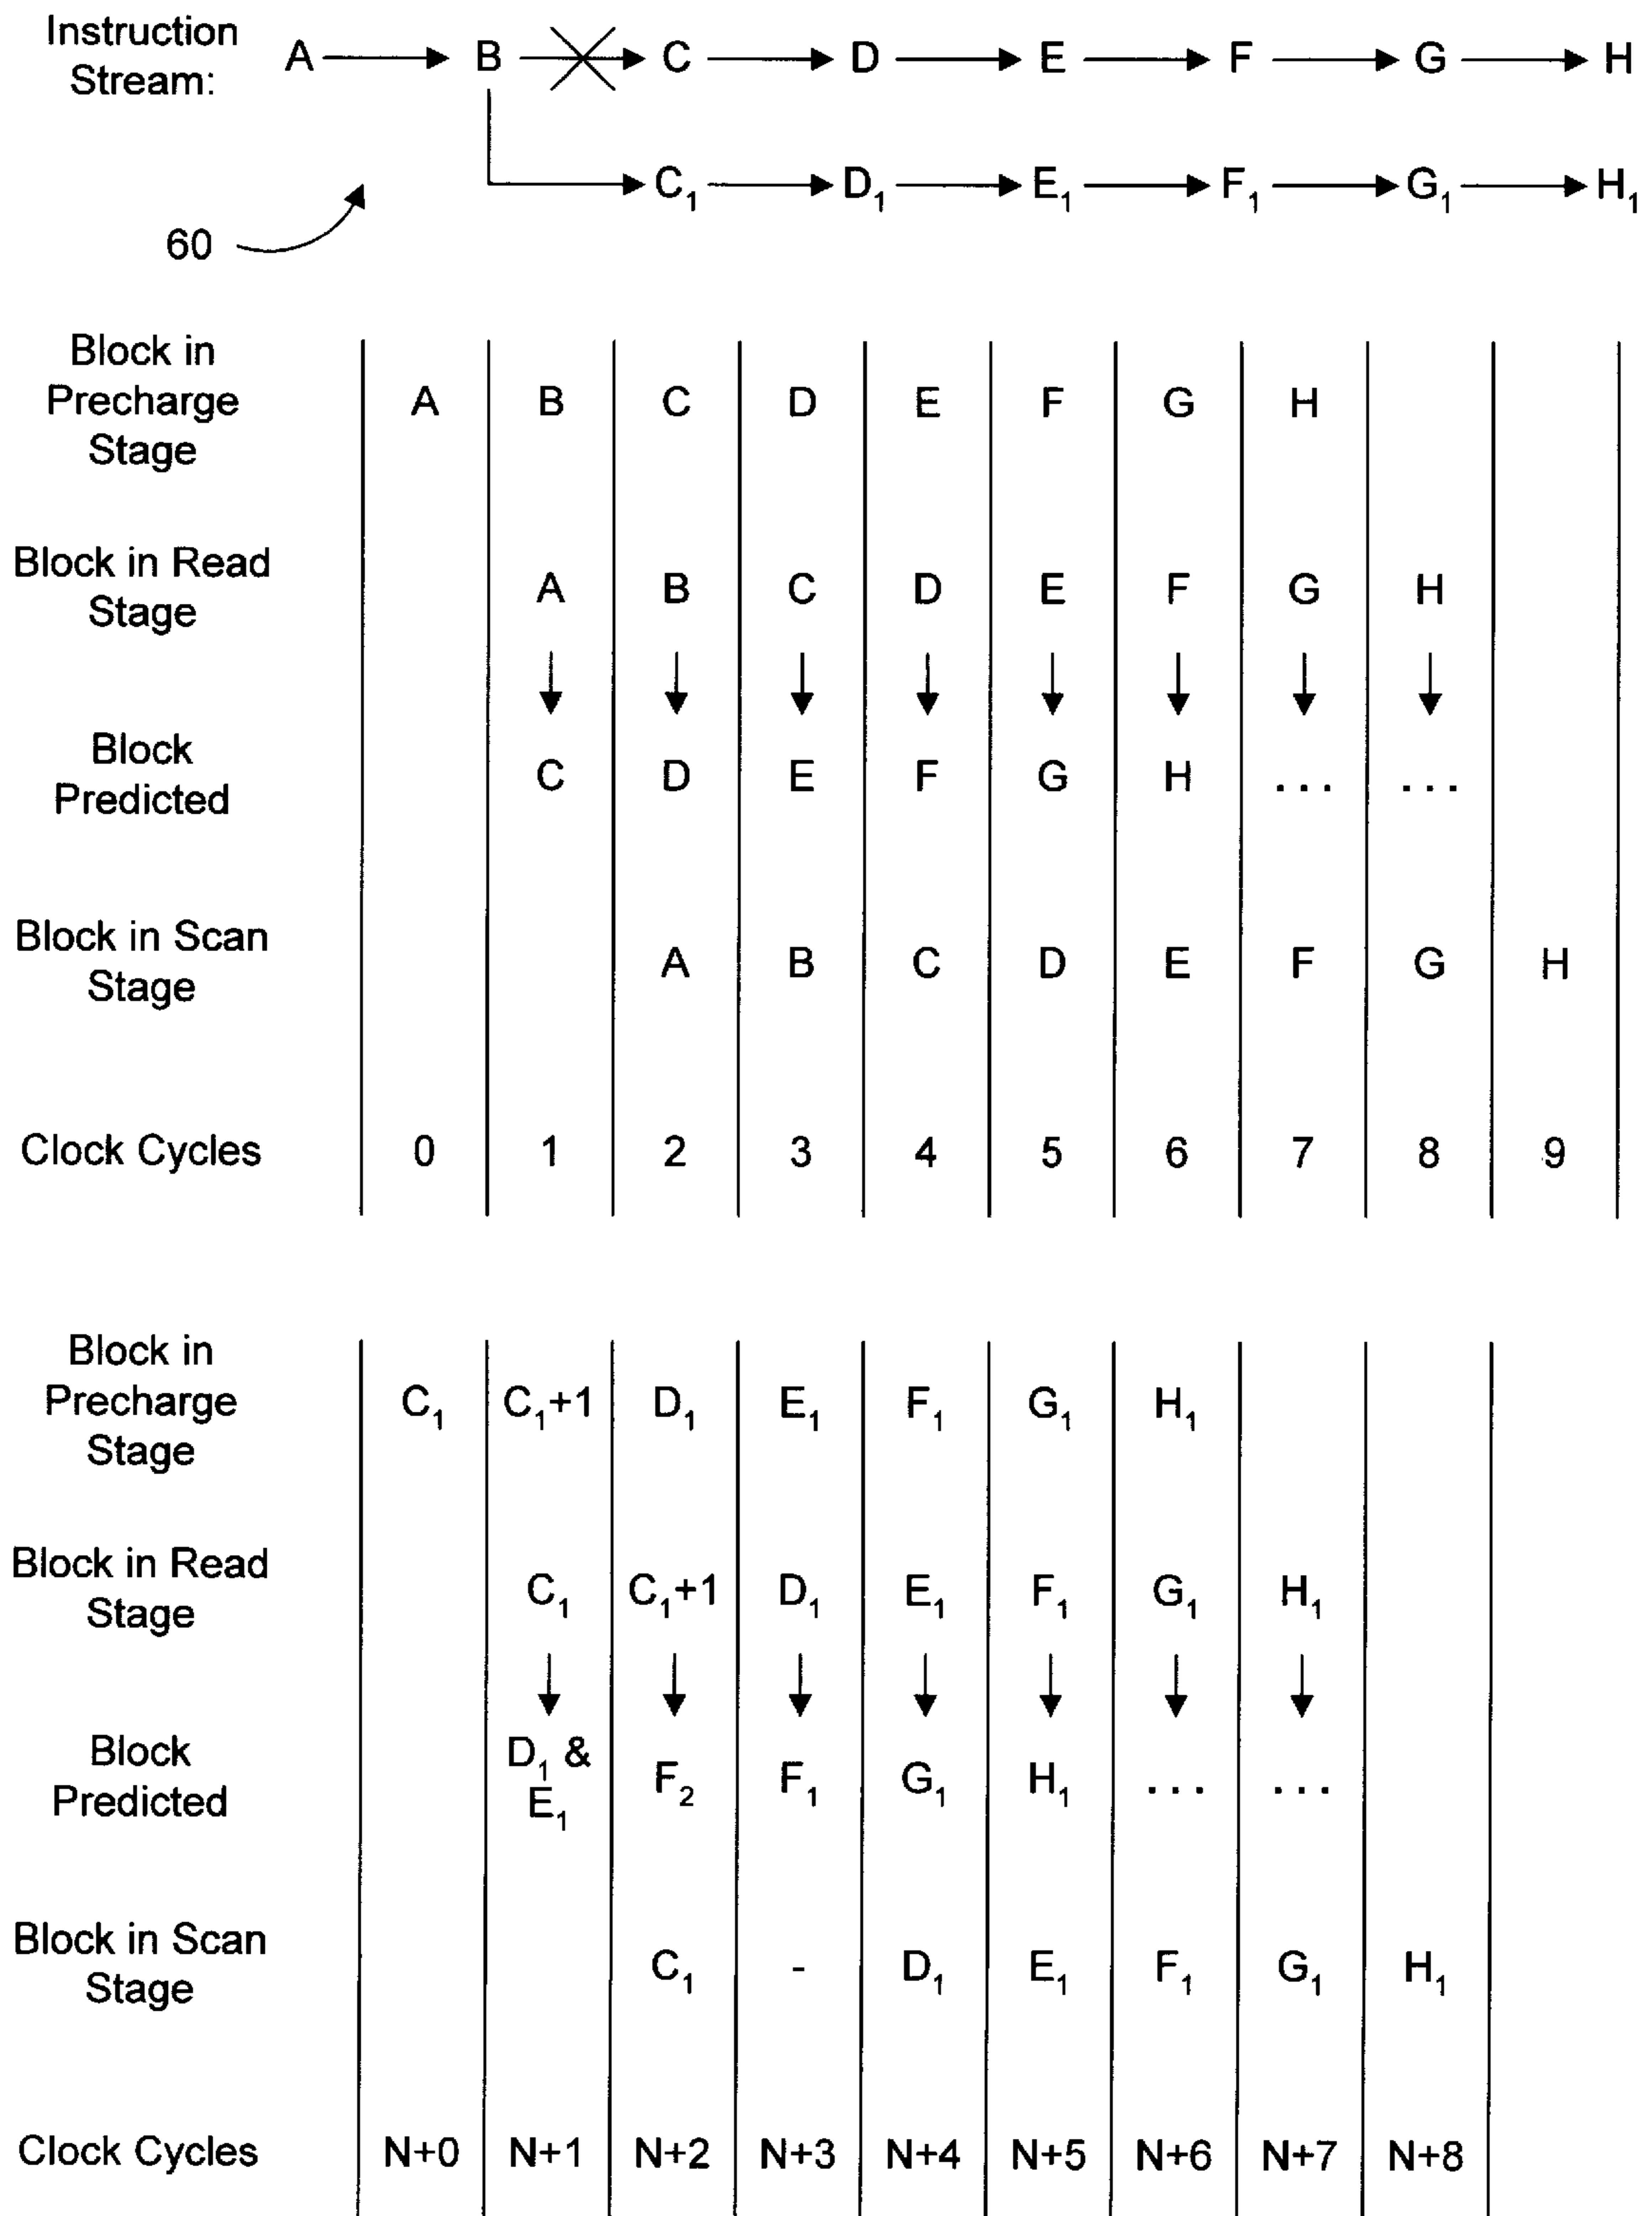 Instruction
Stream:
A B C D E F G H
C₁ D₁ E₁ F₁ G₁ H₁
60
Block in
Precharge
Stage
A B C D E F G H
Block in Read
Stage
A B C D E F G H
Block
Predicted
C D E F G H ... ...
Block in Scan
Stage
A B C D E F G H
Clock Cycles
0 1 2 3 4 5 6 7 8 9
Block in
Precharge
Stage
C₁ C₁+1 D₁ E₁ F₁ G₁ H₁
Block in Read
Stage
C₁ C₁+1 D₁ E₁ F₁ G₁ H₁
Block
Predicted
D₁ &
E₁
F₂ F₁ G₁ H₁ ... ...
Block in Scan
Stage
C₁ - D₁ E₁ F₁ G₁ H₁
Clock Cycles
N+0 N+1 N+2 N+3 N+4 N+5 N+6 N+7 N+8